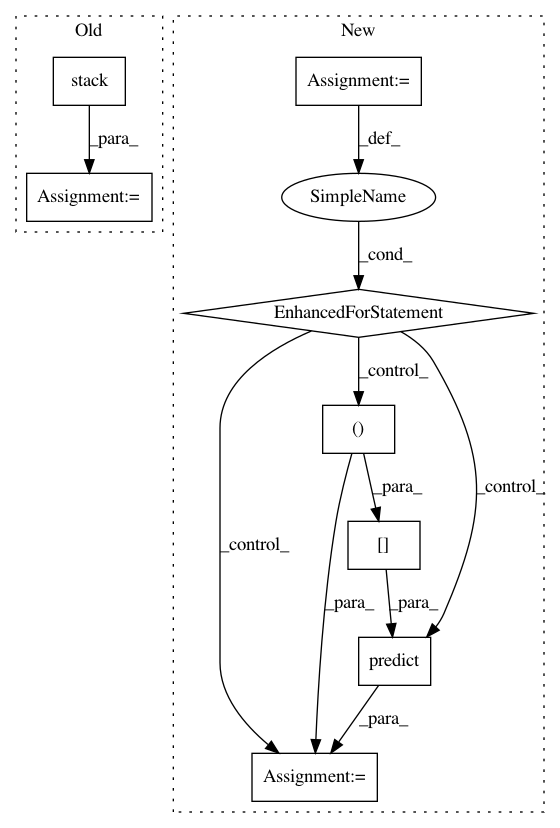 Old
New
stack
Assignment:=
_para_
_def_
Assignment:=
SimpleName
_cond_
EnhancedForStatement
_control_
()
_para_
_control_
_control_
[]
_para_
_para_
predict
_para_
Assignment:=